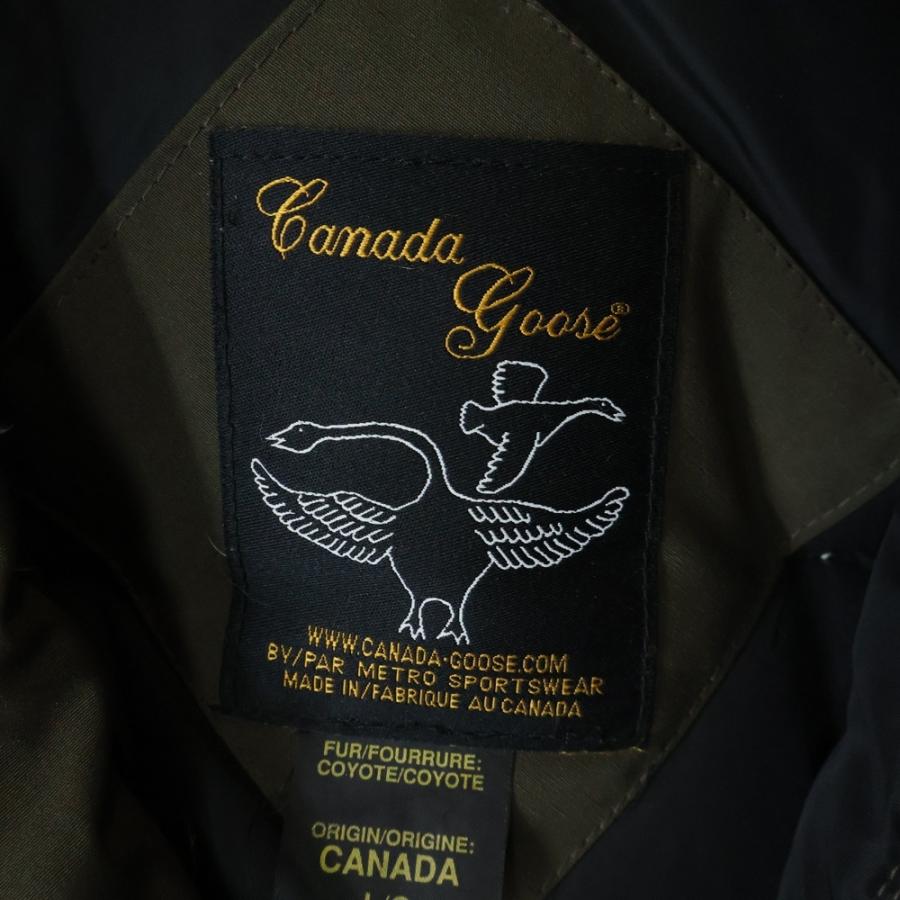 Canada
Goose®
WWW.CANADA-GOOSE.COM
BY/PAR METRO SPORTSWEAR
MADE IN/FABRIQUE AU CANADA
FUR/FOURRURE:
COYOTE/COYOTE
ORIGIN/ORIGINE:
CANADA